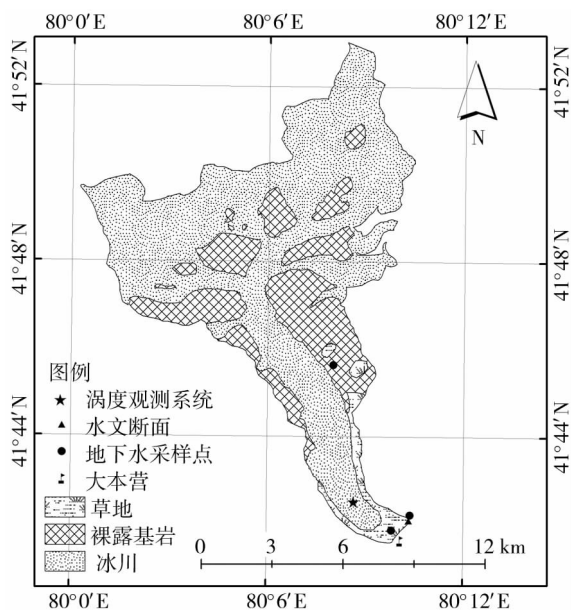 80°0′E 80°6′E 80°12′E
41°52′N 41°52′N
N
41°48′N 41°48′N
41°44′N 41°44′N
图例
涡度观测系统
水文断面
地下水采样点
大本营
草地
裸露基岩
冰川
0 3 6 12 km
80°0′E 80°6′E 80°12′E